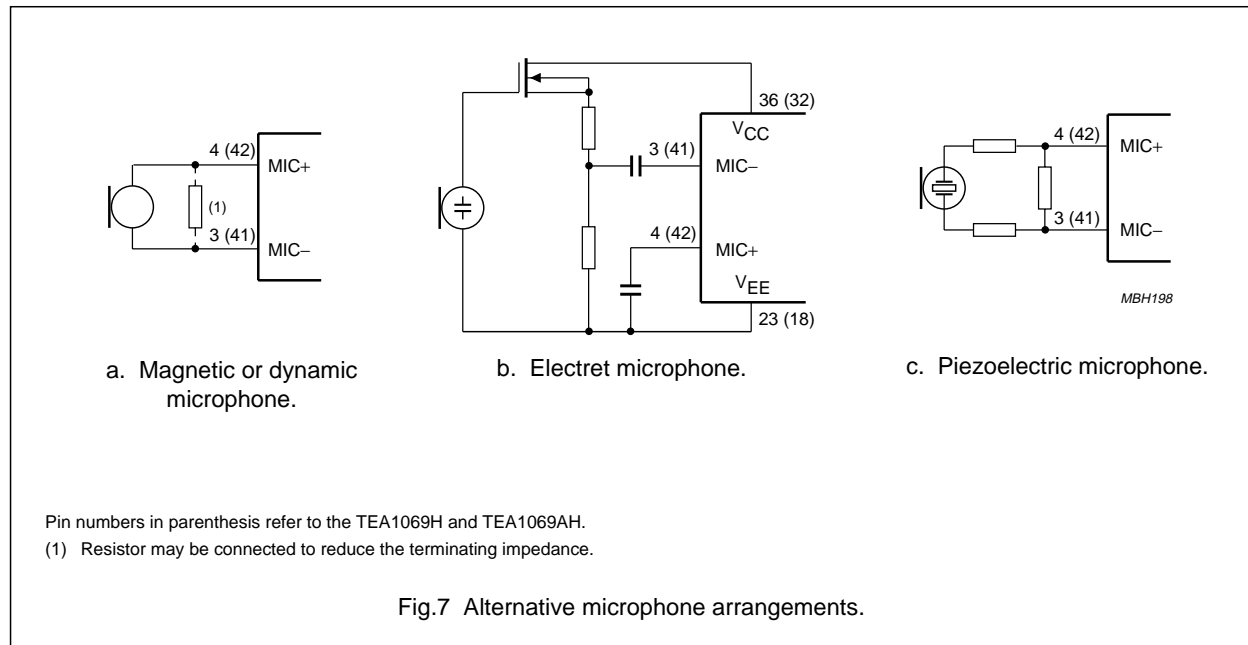 4 (42)
MIC+
(1)
3 (41)
MIC−
a. Magnetic or dynamic
microphone.
36 (32)
VCC
3 (41)
MIC−
4 (42)
MIC+
VEE
23 (18)
b. Electret microphone.
4 (42)
MIC+
3 (41)
MIC−
MBH198
c. Piezoelectric microphone.
Pin numbers in parenthesis refer to the TEA1069H and TEA1069AH.
(1) Resistor may be connected to reduce the terminating impedance.
Fig.7 Alternative microphone arrangements.